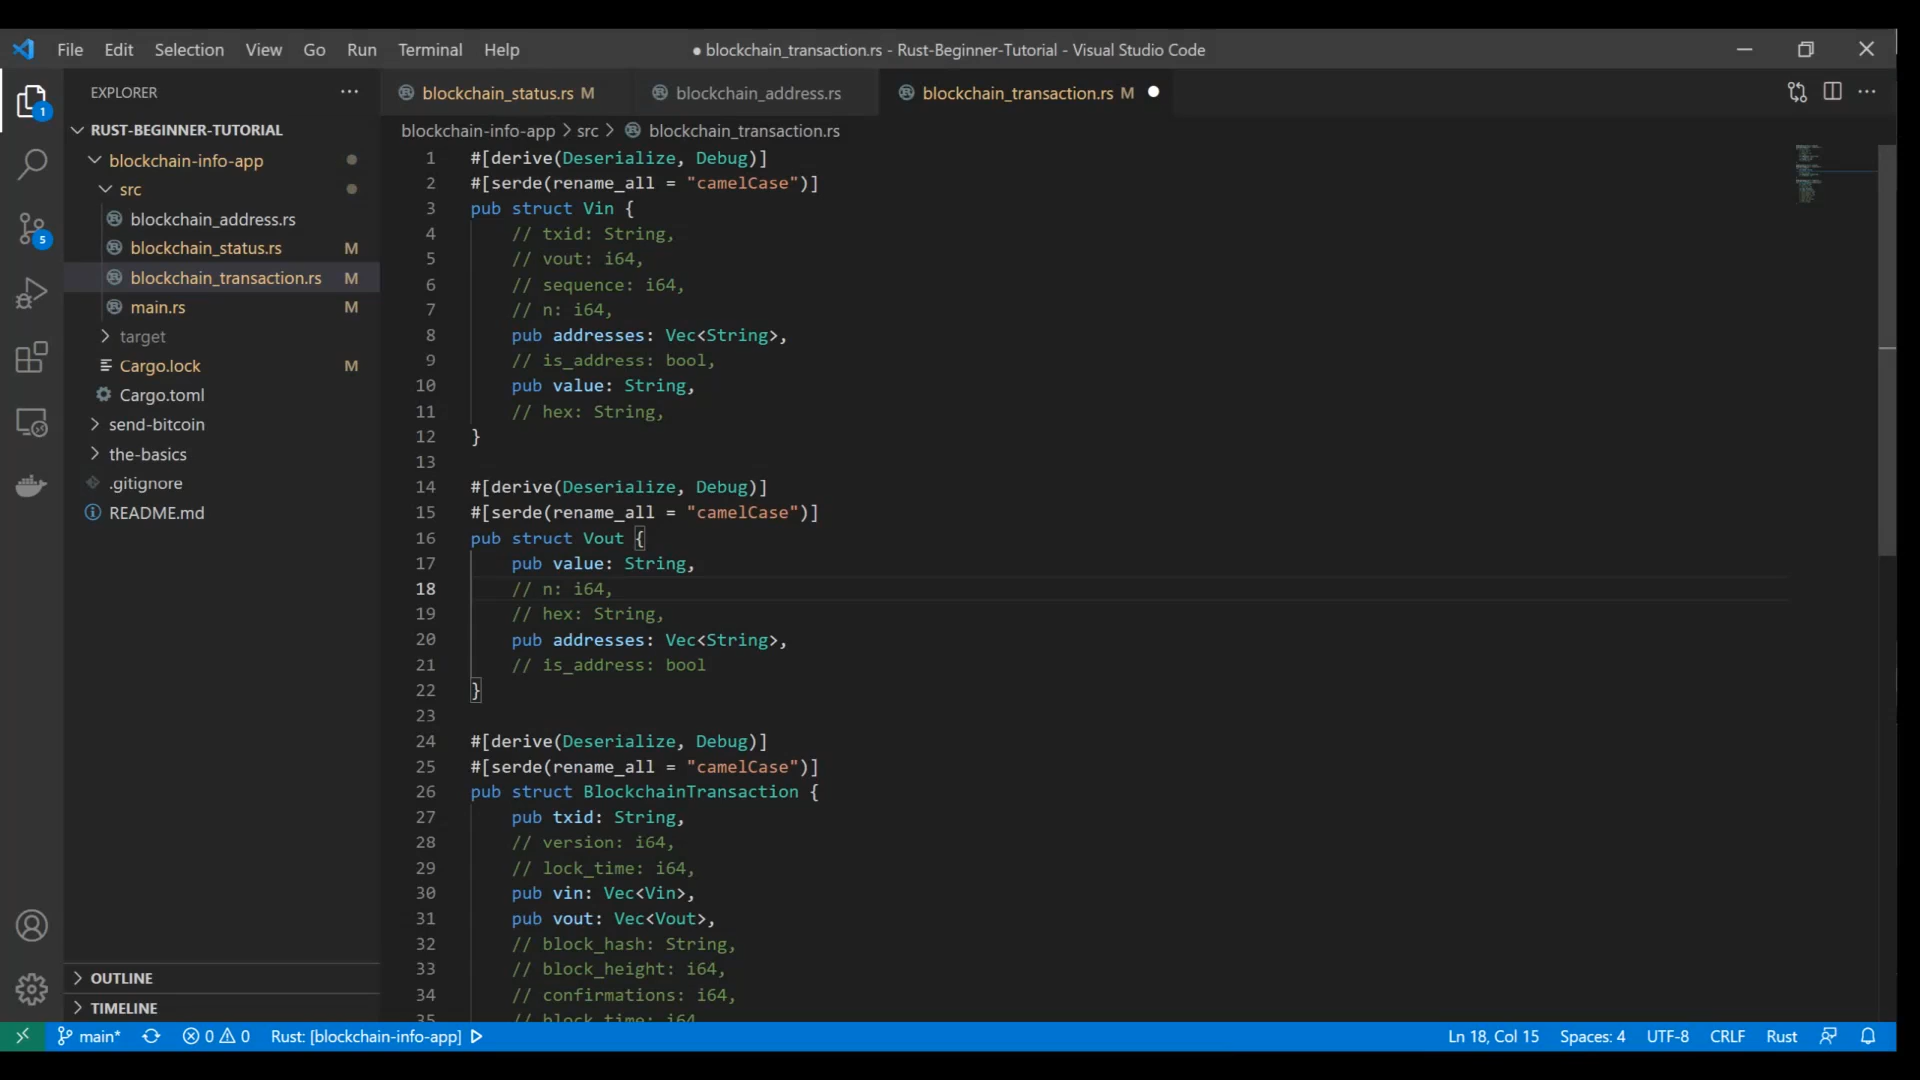 File Edit Selection View Go Run Terminal Help
● blockchain_transaction.rs - Rust-Beginner-Tutorial - Visual Studio Code
EXPLORER ···
1
5
RUST-BEGINNER-TUTORIAL
blockchain-info-app
src
blockchain_address.rs
blockchain_status.rs M
blockchain_transaction.rs M
main.rs M
target
Cargo.lock M
Cargo.toml
send-bitcoin
the-basics
.gitignore
README.md
OUTLINE
TIMELINE
blockchain_status.rs M blockchain_address.rs blockchain_transaction.rs M ●
blockchain-info-app > src > blockchain_transaction.rs
1 #[derive(Deserialize, Debug)]
2 #[serde(rename_all = "camelCase")]
3 pub struct Vin {
4 // txid: String,
5 // vout: i64,
6 // sequence: i64,
7 // n: i64,
8 pub addresses: Vec<String>,
9 // is_address: bool,
10 pub value: String,
11 // hex: String,
12 }
13
14 #[derive(Deserialize, Debug)]
15 #[serde(rename_all = "camelCase")]
16 pub struct Vout {
17 pub value: String,
18 // n: i64,
19 // hex: String,
20 pub addresses: Vec<String>,
21 // is_address: bool
22 }
23
24 #[derive(Deserialize, Debug)]
25 #[serde(rename_all = "camelCase")]
26 pub struct BlockchainTransaction {
27 pub txid: String,
28 // version: i64,
29 // lock_time: i64,
30 pub vin: Vec<Vin>,
31 pub vout: Vec<Vout>,
32 // block_hash: String,
33 // block_height: i64,
34 // confirmations: i64,
35 // block_time: i64
main* 0 0 Rust: [blockchain-info-app] Ln 18, Col 15 Spaces: 4 UTF-8 CRLF Rust